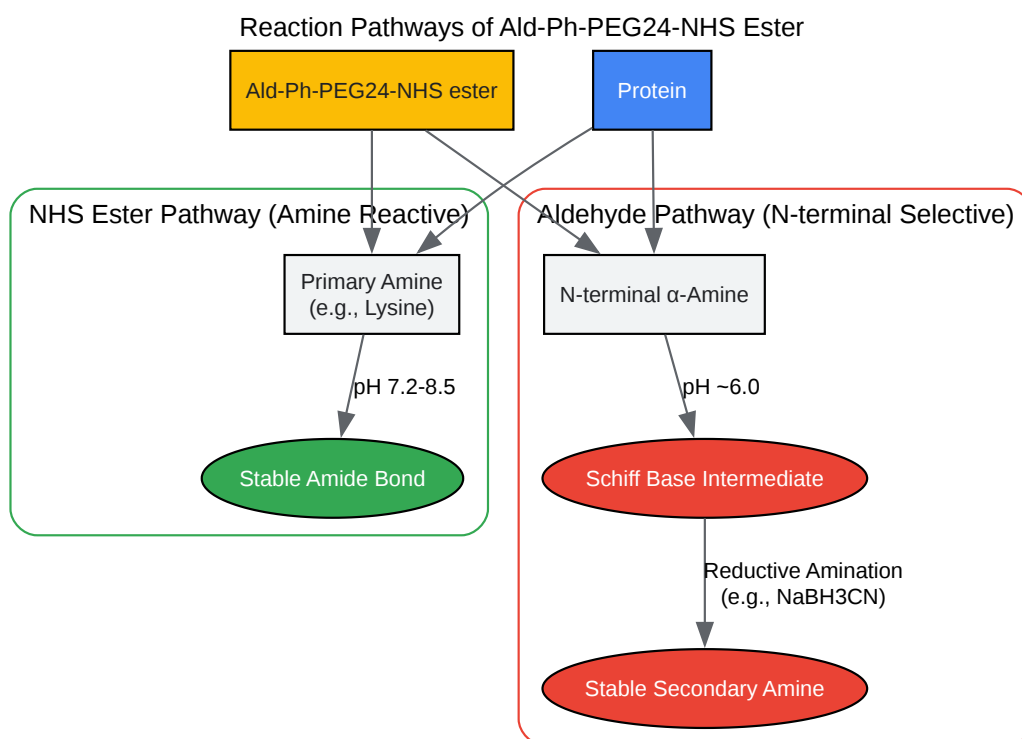 Reaction Pathways of Ald-Ph-PEG24-NHS Ester
Ald-Ph-PEG24-NHS ester
Protein
NHS Ester Pathway (Amine Reactive)
Aldehyde Pathway (N-terminal Selective)
Primary Amine
(e.g., Lysine)
N-terminal α-Amine
pH 7.2-8.5
pH ~6.0
Stable Amide Bond
Schiff Base Intermediate
Reductive Amination
(e.g., NaBH3CN)
Stable Secondary Amine